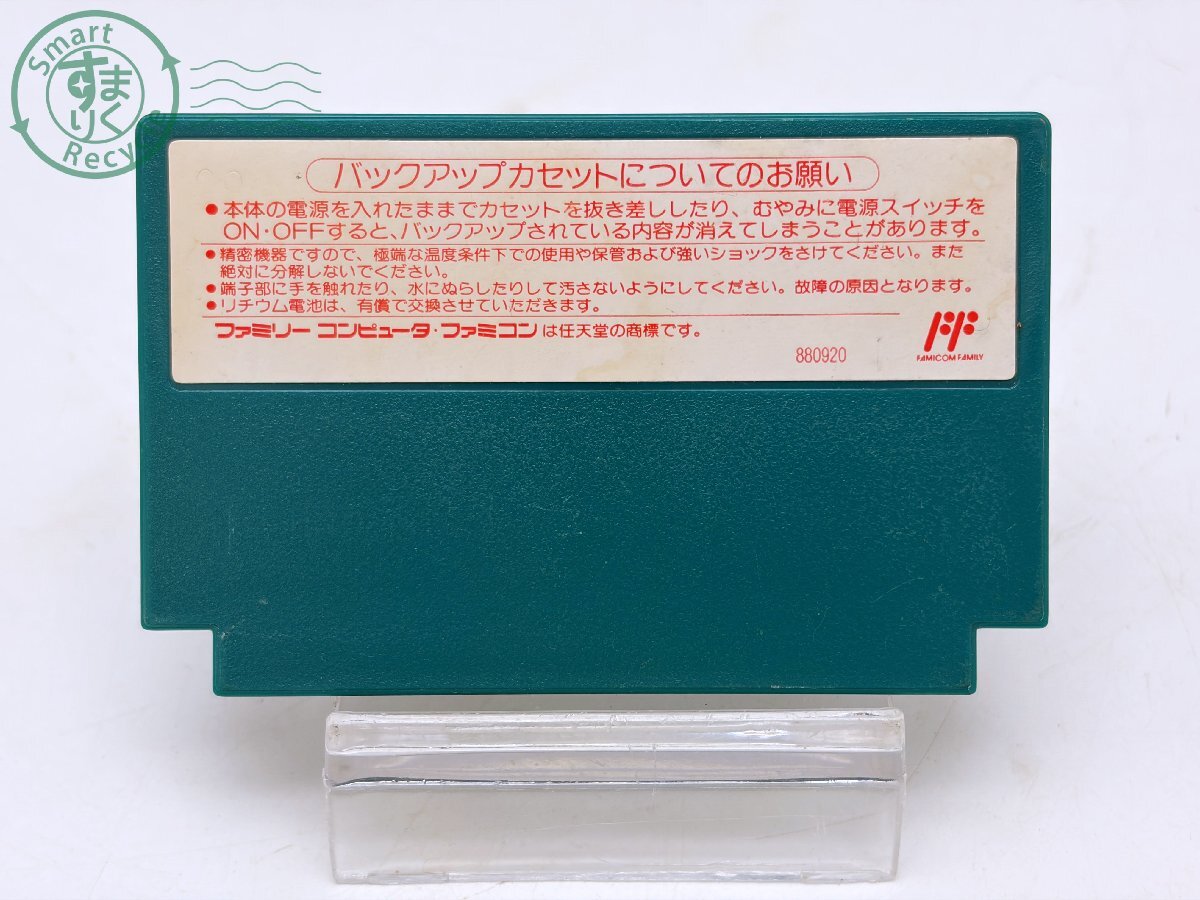 Smart
すまりく
Recyc
バックアップカセットについてのお願い
●本体の電源を入れたままでカセットを抜き差ししたり、むやみに電源スイッチを
ON・OFFすると、バックアップされている内容が消えてしまうことがあります。
●精密機器ですので、極端な温度条件下での使用や保管および強いショックをさけてください。また
絶対に分解しないでください。
●端子部に手を触れたり、水にぬらしたりして汚さないようにしてください。故障の原因となります。
●リチウム電池は、有償で交換させていただきます。
ファミリー コンピュータ・ファミコンは任天堂の商標です。
880920
FAMICOM FAMILY